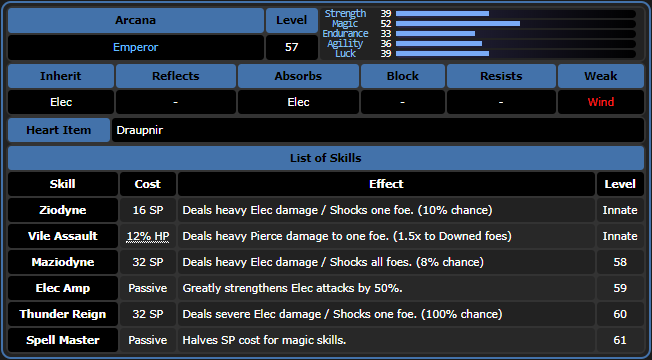 Arcana Level
Emperor 57
Strength 39
Magic 52
Endurance 33
Agility 36
Luck 39
Inherit Reflects Absorbs Block Resists Weak
Elec - Elec - - Wind
Heart Item Draupnir
List of Skills
Skill Cost Effect Level
Ziodyne 16 SP Deals heavy Elec damage / Shocks one foe. (10% chance) Innate
Vile Assault 12% HP Deals heavy Pierce damage to one foe. (1.5x to Downed foes) Innate
Maziodyne 32 SP Deals heavy Elec damage / Shocks all foes. (8% chance) 58
Elec Amp Passive Greatly strengthens Elec attacks by 50%. 59
Thunder Reign 32 SP Deals severe Elec damage / Shocks one foe. (100% chance) 60
Spell Master Passive Halves SP cost for magic skills. 61